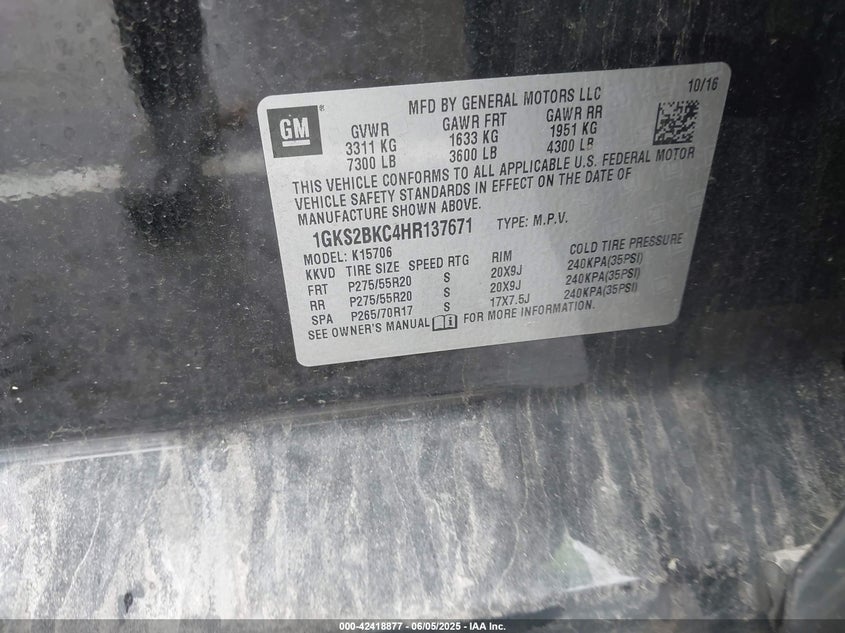 MFD BY GENERAL MOTORS LLC 10/16
GM®
GVWR GAWR FRT GAWR RR
3311 KG 1633 KG 1951 KG
7300 LB 3600 LB 4300 LB
THIS VEHICLE CONFORMS TO ALL APPLICABLE U.S. FEDERAL MOTOR
VEHICLE SAFETY STANDARDS IN EFFECT ON THE DATE OF
MANUFACTURE SHOWN ABOVE.
1GKS2BKC4HR137671 TYPE: M.P.V.
MODEL: K15706
KKVD TIRE SIZE SPEED RTG RIM COLD TIRE PRESSURE
FRT P275/55R20 S 20X9J 240KPA(35PSI)
RR P275/55R20 S 20X9J 240KPA(35PSI)
SPA P265/70R17 S 17X7.5J 240KPA(35PSI)
SEE OWNER'S MANUAL FOR MORE INFORMATION.
000-42418877 - 06/05/2025 - IAA Inc.